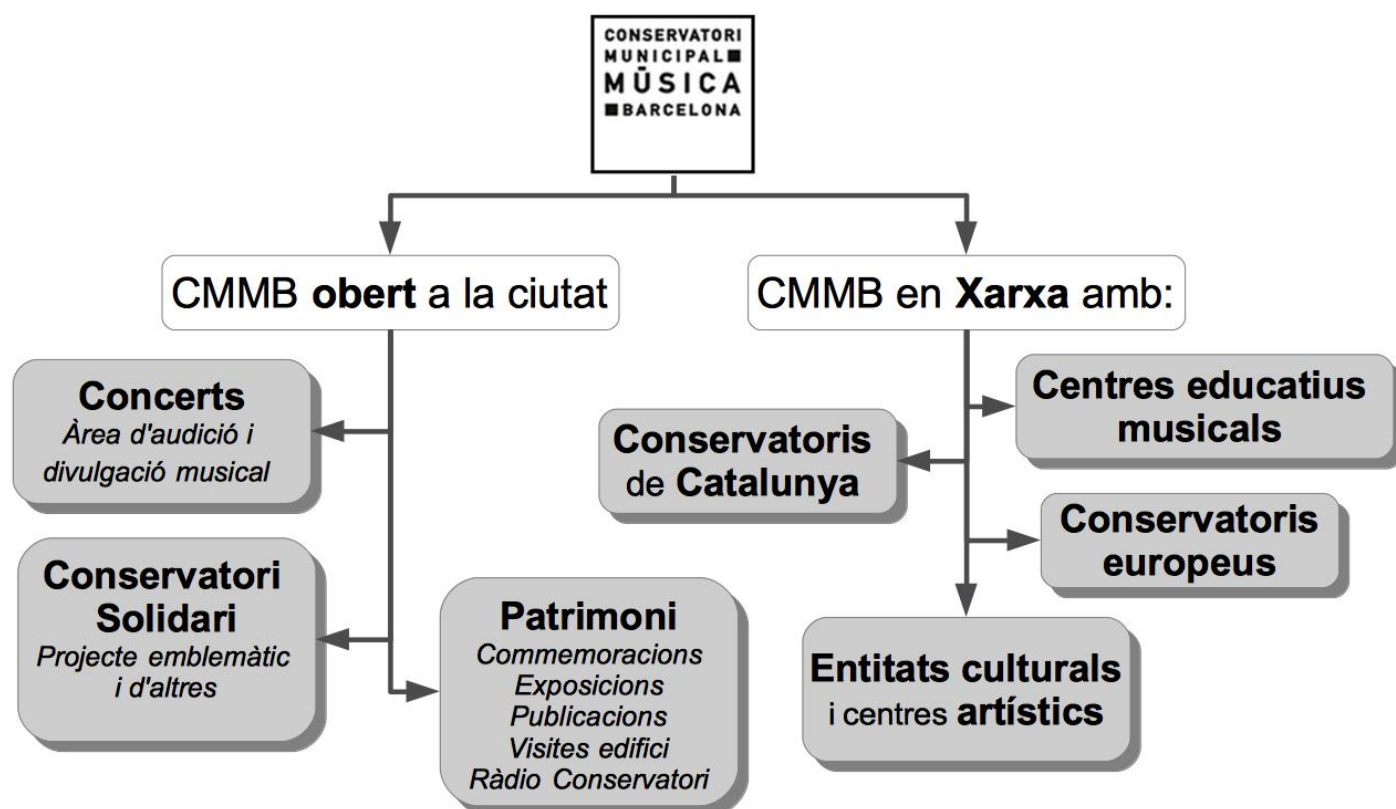 CONSERVATORI
MUNICIPAL
MŪSICA
BARCELONA
CMMB obert a la ciutat
CMMB en Xarxa amb:
Concerts
Àrea d'audició i
divulgació musical
Conservatori
Solidari
Projecte emblemàtic
i d'altres
Patrimoni
Commemoracions
Exposicions
Publicacions
Visites edifici
Ràdio Conservatori
Centres educatius
musicals
Conservatoris
de Catalunya
Conservatoris
europeus
Entitats culturals
i centres artístics